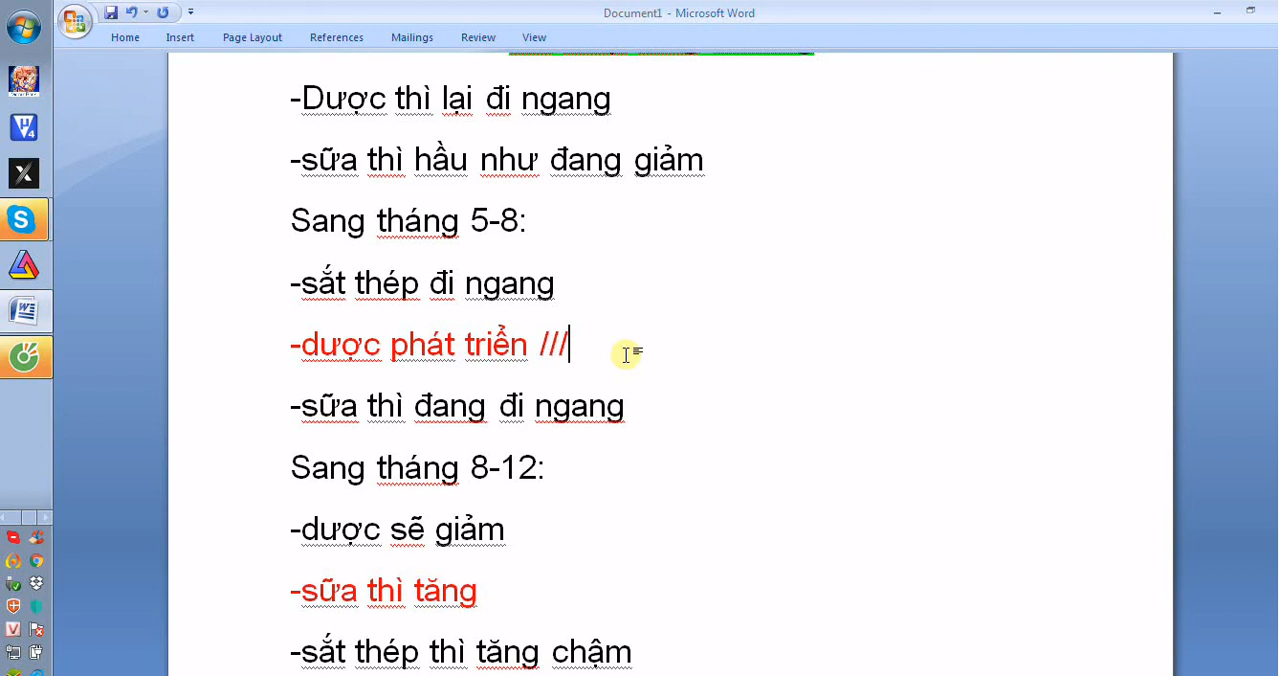 Document1 - Microsoft Word
Home Insert Page Layout References Mailings Review View
-Dược thì lại đi ngang
-sữa thì hầu như đang giảm
Sang tháng 5-8:
-sắt thép đi ngang
-dược phát triển ///
-sữa thì đang đi ngang
Sang tháng 8-12:
-dược sẽ giảm
-sữa thì tăng
-sắt thép thì tăng chậm